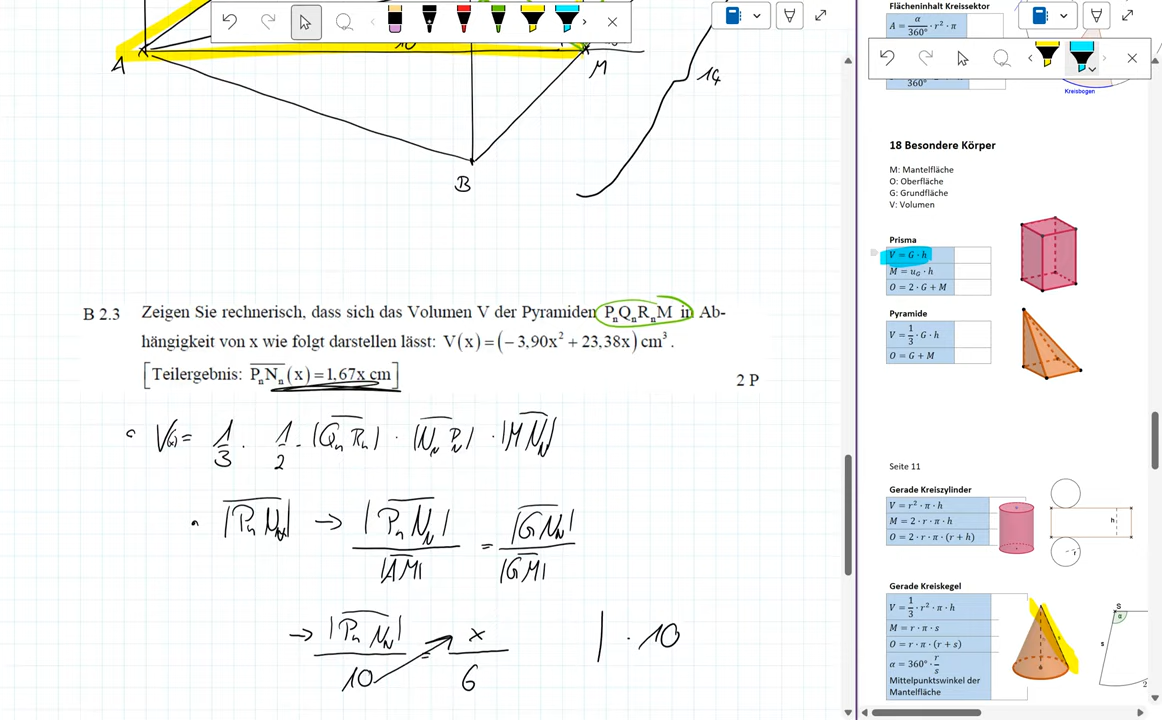 10
A
M
14
B
B 2.3 Zeigen Sie rechnerisch, dass sich das Volumen V der Pyramiden PnQnRnM in Ab-
hängigkeit von x wie folgt darstellen lässt: V(x)=(−3,90x²+23,38x) cm³.
[Teilergebnis: PnNn(x)=1,67x cm]
2 P
V(x) = 1/3 · 1/2 · |QnRn| · |NnPn| · |MNn|
|PnNn| → |PnNn| / |AM| = |GNn| / |GM|
→ |PnNn| / 10 = x / 6 | · 10
Flächeninhalt Kreissektor
A = α/360° · r² · π
360°
Kreisbogen
18 Besondere Körper
M: Mantelfläche
O: Oberfläche
G: Grundfläche
V: Volumen
Prisma
V = G · h
M = uG · h
O = 2 · G + M
Pyramide
V = 1/3 · G · h
O = G + M
Seite 11
Gerade Kreiszylinder
V = r² · π · h
M = 2 · r · π · h
O = 2 · r · π · (r + h)
h
r
Gerade Kreiskegel
V = 1/3 · r² · π · h
M = r · π · s
O = r · π · (r + s)
α = 360° · r/s
Mittelpunktswinkel der
Mantelfläche
S
α
s
2